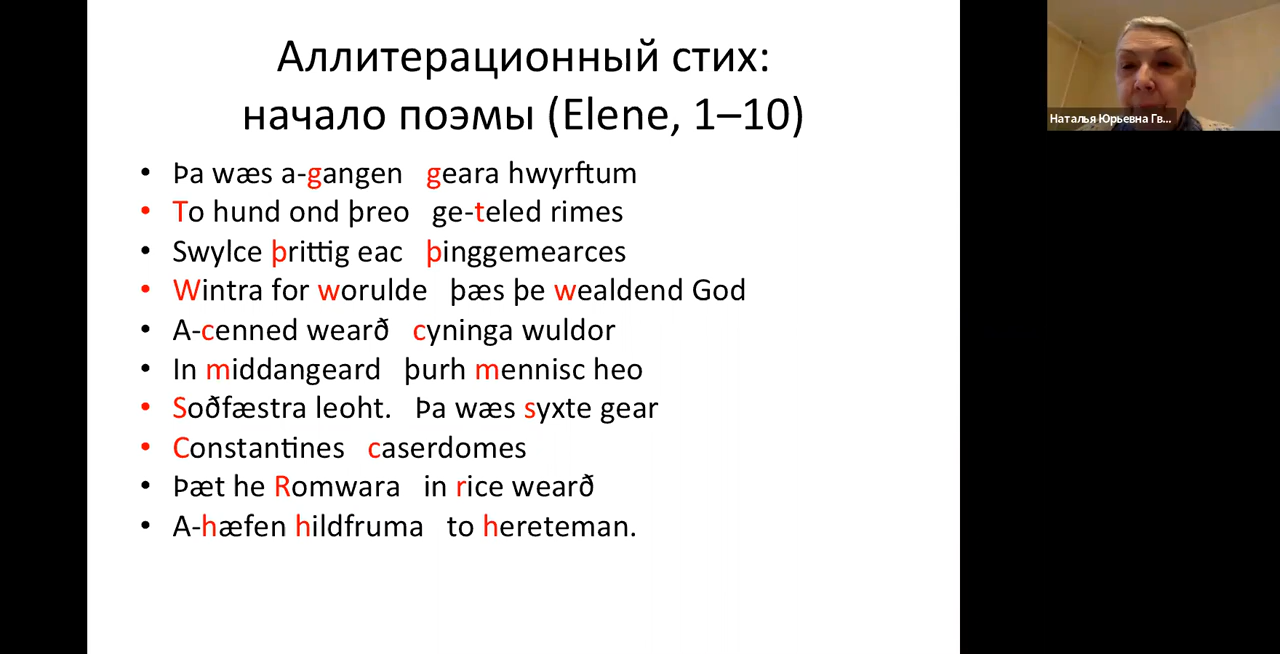 Аллитерационный стих:
начало поэмы (Elene, 1–10)
• Þa wæs a-gangen geara hwyrftum
• To hund ond þreo ge-teled rimes
• Swylce þrittig eac þinggemearces
• Wintra for worulde þæs þe wealdend God
• A-cenned wearð cyninga wuldor
• In middangeard þurh mennisc heo
• Soðfæstra leoht. Þa wæs syxte gear
• Constantines caserdomes
• Þæt he Romwara in rice wearð
• A-hæfen hildfruma to hereteman.
Наталья Юрьевна Гв...